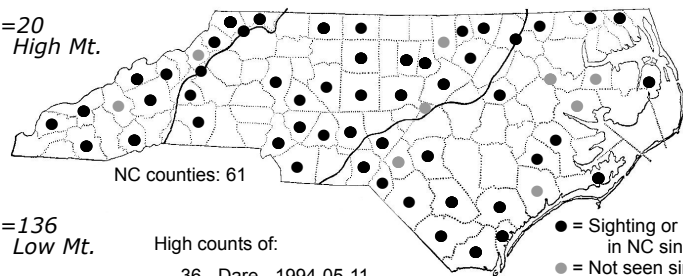 =20
High Mt.
NC counties: 61
=136
Low Mt.
High counts of:
36 - Dare - 1994-05-11
● = Sighting or
in NC sin
● = Not seen sin